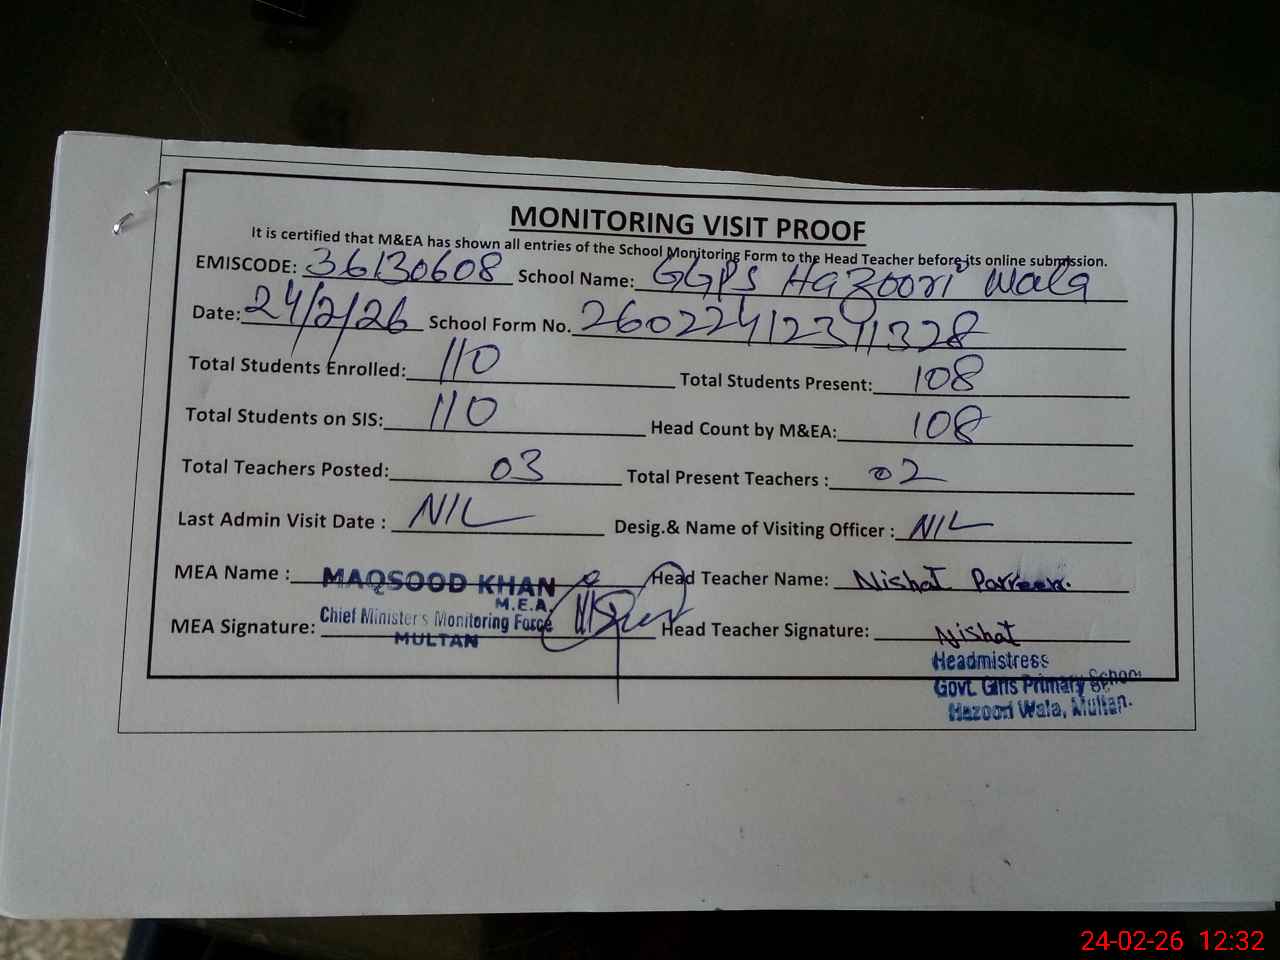 MONITORING VISIT PROOF
It is certified that M&EA has shown all entries of the School Monitoring Form to the Head Teacher before its online submission.
EMISCODE: 36130608 School Name: GGPS Hazoori Wala
Date: 24/2/26 School Form No. 26022412311328
Total Students Enrolled: 110 Total Students Present: 108
Total Students on SIS: 110 Head Count by M&EA: 108
Total Teachers Posted: 03 Total Present Teachers : 02
Last Admin Visit Date : NIL Desig.& Name of Visiting Officer : NIL
MEA Name : MAQSOOD KHAN Head Teacher Name: Nishat Parveen.
M.E.A.
Chief Minister's Monitoring Force
MEA Signature: MULTAN Head Teacher Signature: Nishat
Headmistress
Govt. Girls Primary School
Hazoori Wala, Multan.
24-02-26 12:32